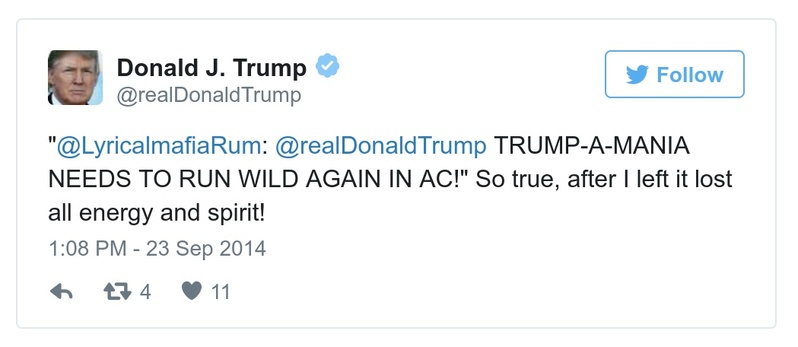 Donald J. Trump
@realDonaldTrump
Follow
"@LyricalmafiaRum: @realDonaldTrump TRUMP-A-MANIA
NEEDS TO RUN WILD AGAIN IN AC!" So true, after I left it lost
all energy and spirit!
1:08 PM - 23 Sep 2014
4 11